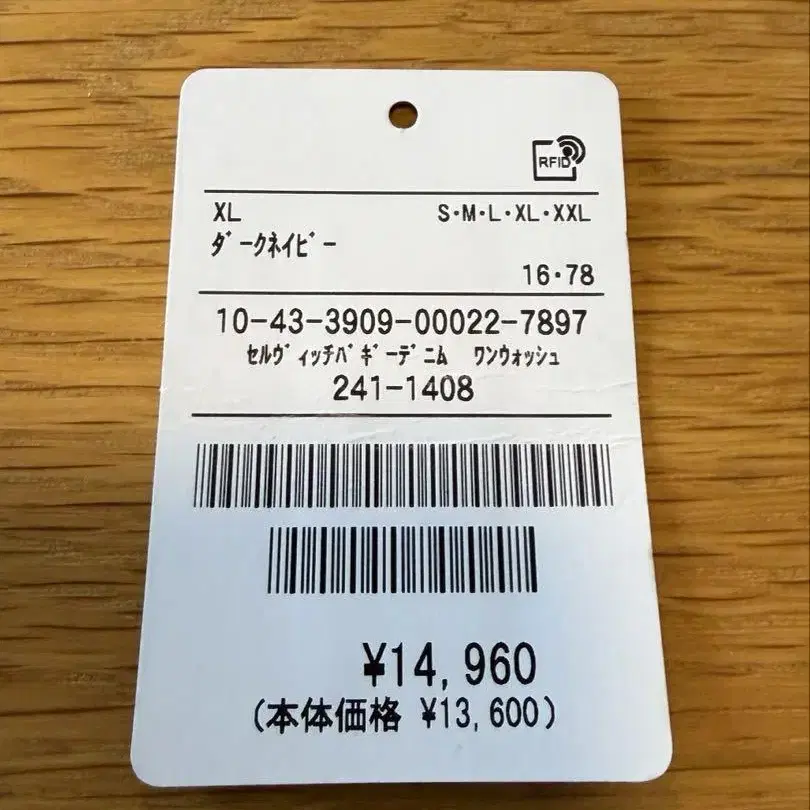 RFID
XL S・M・L・XL・XXL
ﾀﾞｰｸﾈｲﾋﾞｰ
16・78
10-43-3909-00022-7897
ｾﾙｳﾞｨｯﾁﾊﾞｷﾞｰﾃﾞﾆﾑ ﾜﾝｳｫｯｼｭ
241-1408
¥14,960
(本体価格 ¥13,600)